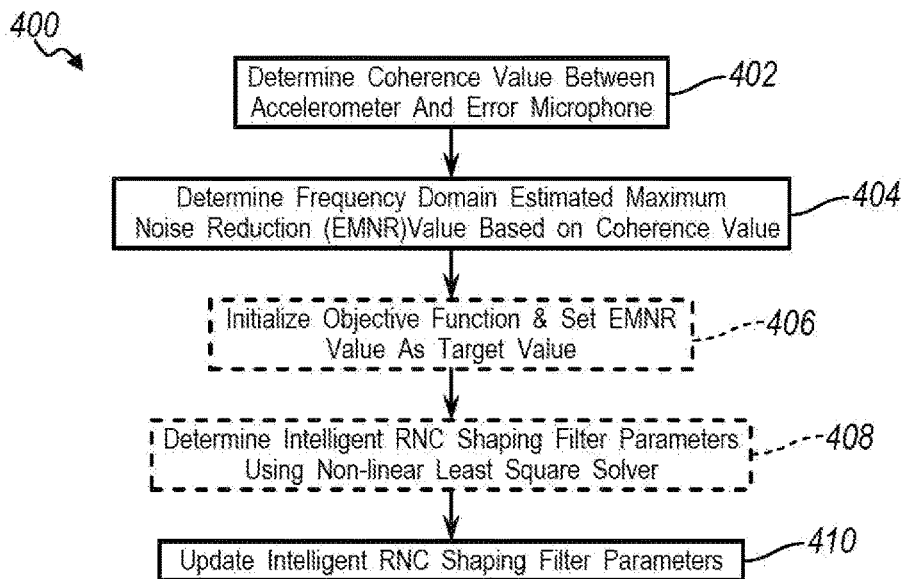 400
Determine Coherence Value Between
Accelerometer And Error Microphone
402
Determine Frequency Domain Estimated Maximum
Noise Reduction (EMNR)Value Based on Coherence Value
404
Initialize Objective Function & Set EMNR
Value As Target Value
406
Determine Intelligent RNC Shaping Filter Parameters
Using Non-linear Least Square Solver
408
Update Intelligent RNC Shaping Filter Parameters
410